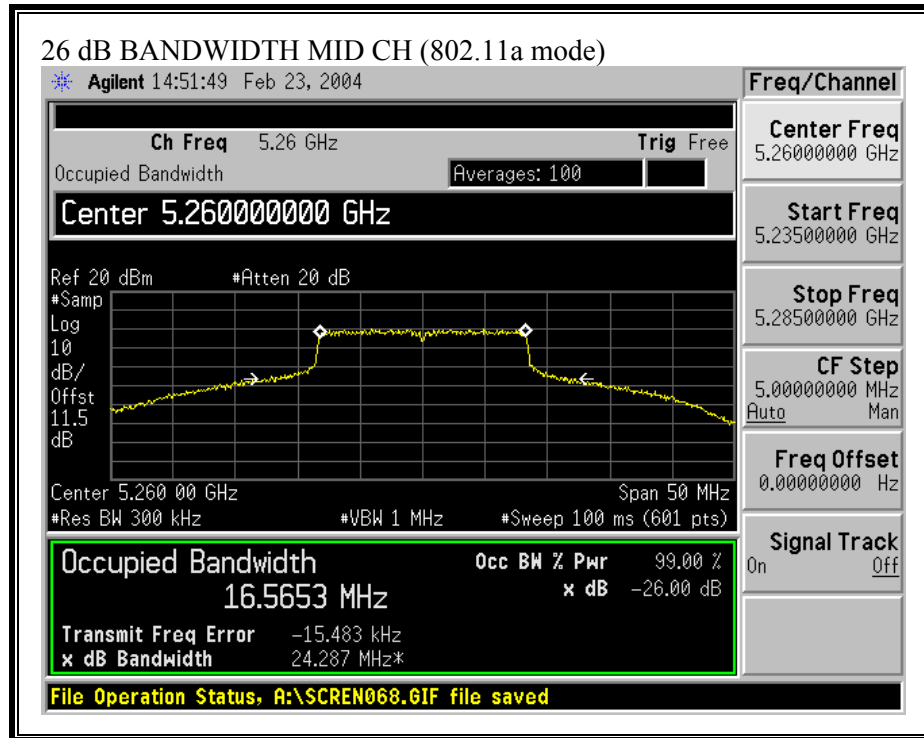 26 dB BANDWIDTH MID CH (802.11a mode)
Agilent 14:51:49 Feb 23, 2004
Freq/Channel
Ch Freq 5.26 GHz
Trig Free
Occupied Bandwidth
Averages: 100
Center 5.260000000 GHz
Ref 20 dBm
#Atten 20 dB
#Samp
Log
10
dB/
Offst
11.5
dB
Center 5.260 00 GHz
Span 50 MHz
#Res BW 300 kHz
#VBW 1 MHz
#Sweep 100 ms (601 pts)
Occupied Bandwidth
16.5653 MHz
Occ BW % Pwr 99.00 %
x dB -26.00 dB
Transmit Freq Error -15.483 kHz
x dB Bandwidth 24.287 MHz*
File Operation Status, A:\SCREN068.GIF file saved
Center Freq
5.26000000 GHz
Start Freq
5.23500000 GHz
Stop Freq
5.28500000 GHz
CF Step
5.00000000 MHz
Auto Man
Freq Offset
0.00000000 Hz
Signal Track
On Off